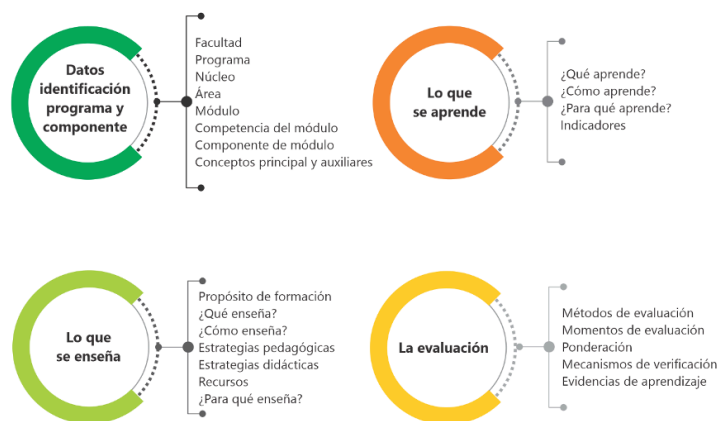 Datos
identificación
programa y
componente
Facultad
Programa
Núcleo
Área
Módulo
Competencia del módulo
Componente de módulo
Conceptos principal y auxiliares
Lo que
se aprende
¿Qué aprende?
¿Cómo aprende?
¿Para qué aprende?
Indicadores
Lo que
se enseña
Propósito de formación
¿Qué enseña?
¿Cómo enseña?
Estrategias pedagógicas
Estrategias didácticas
Recursos
¿Para qué enseña?
La evaluación
Métodos de evaluación
Momentos de evaluación
Ponderación
Mecanismos de verificación
Evidencias de aprendizaje